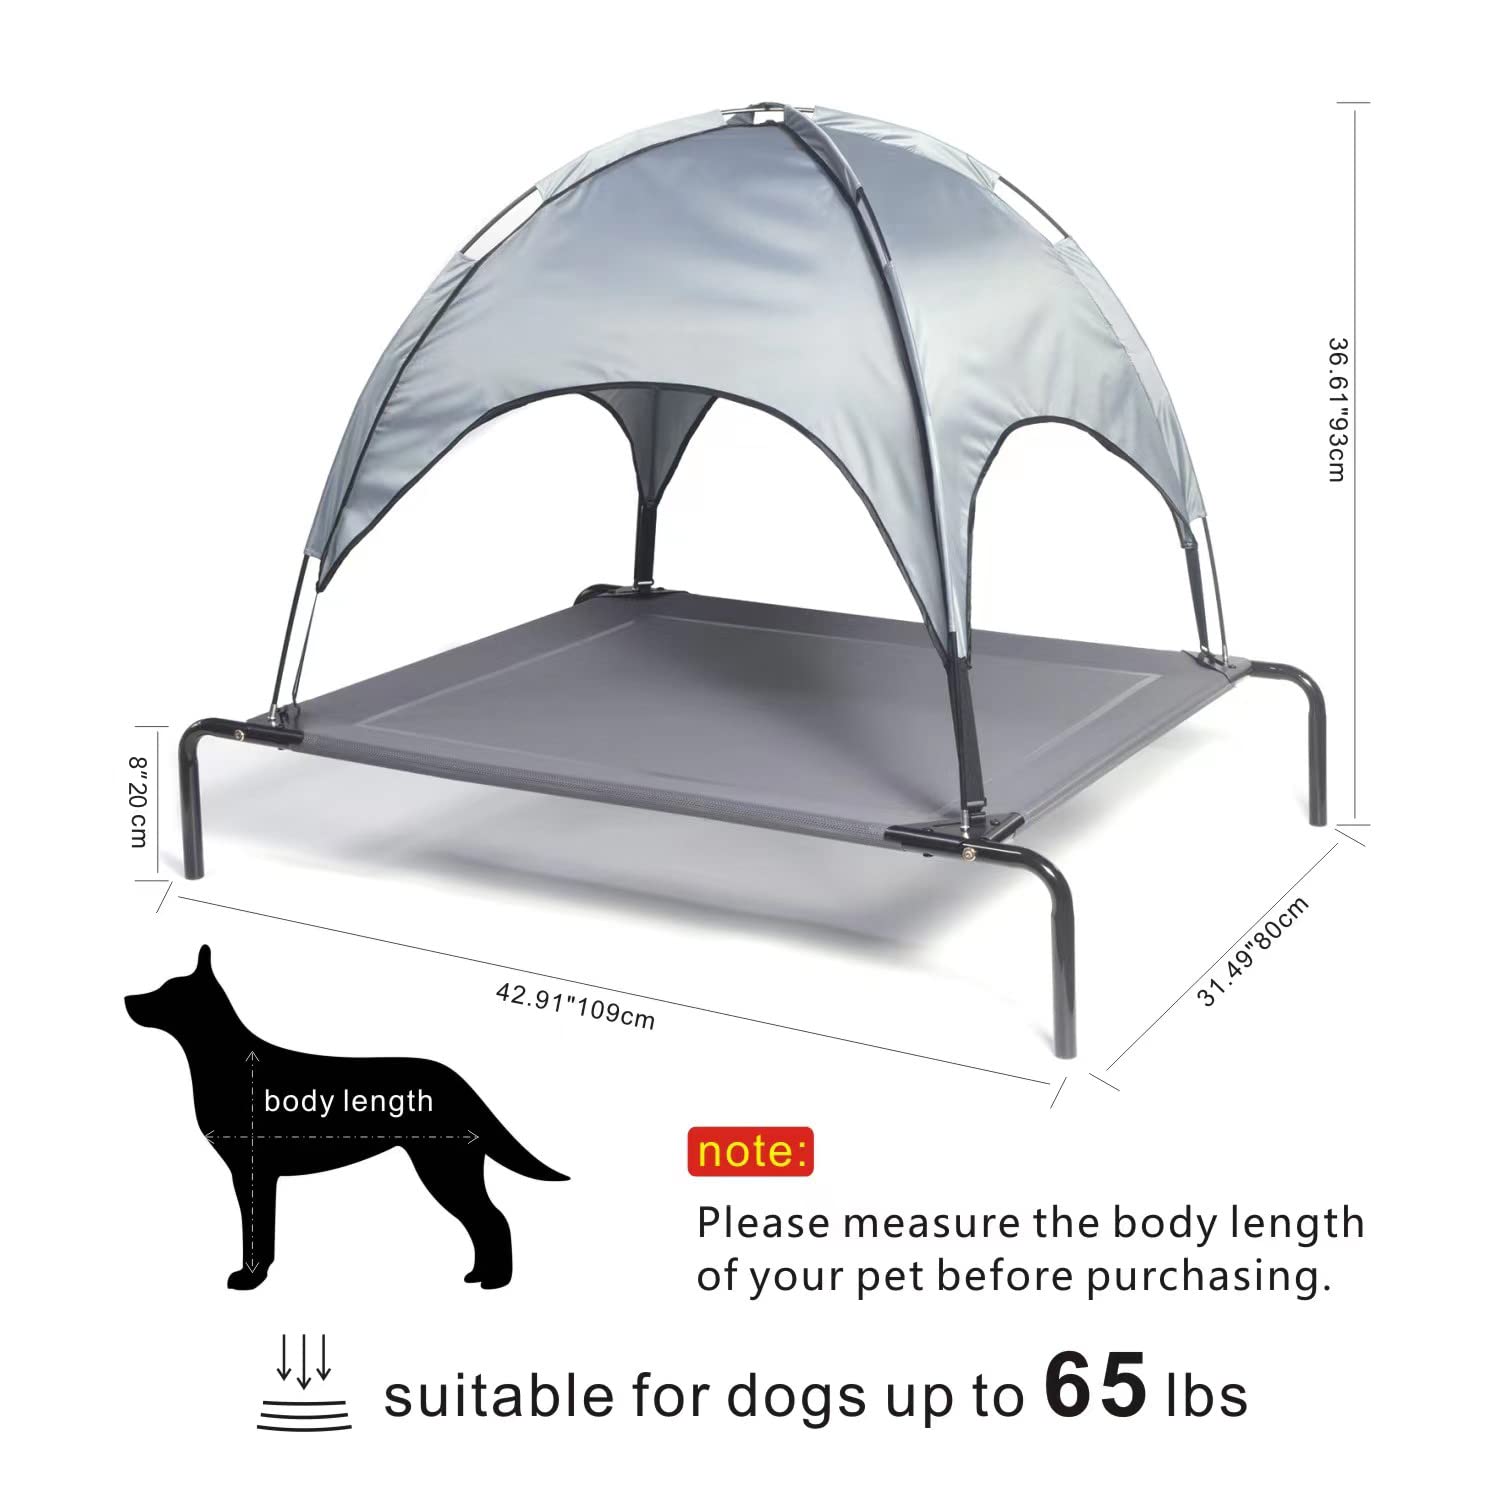 36.61"93cm
8"20 cm
42.91"109cm
31.49"80cm
body length
note:
Please measure the body length
of your pet before purchasing.
suitable for dogs up to 65 lbs